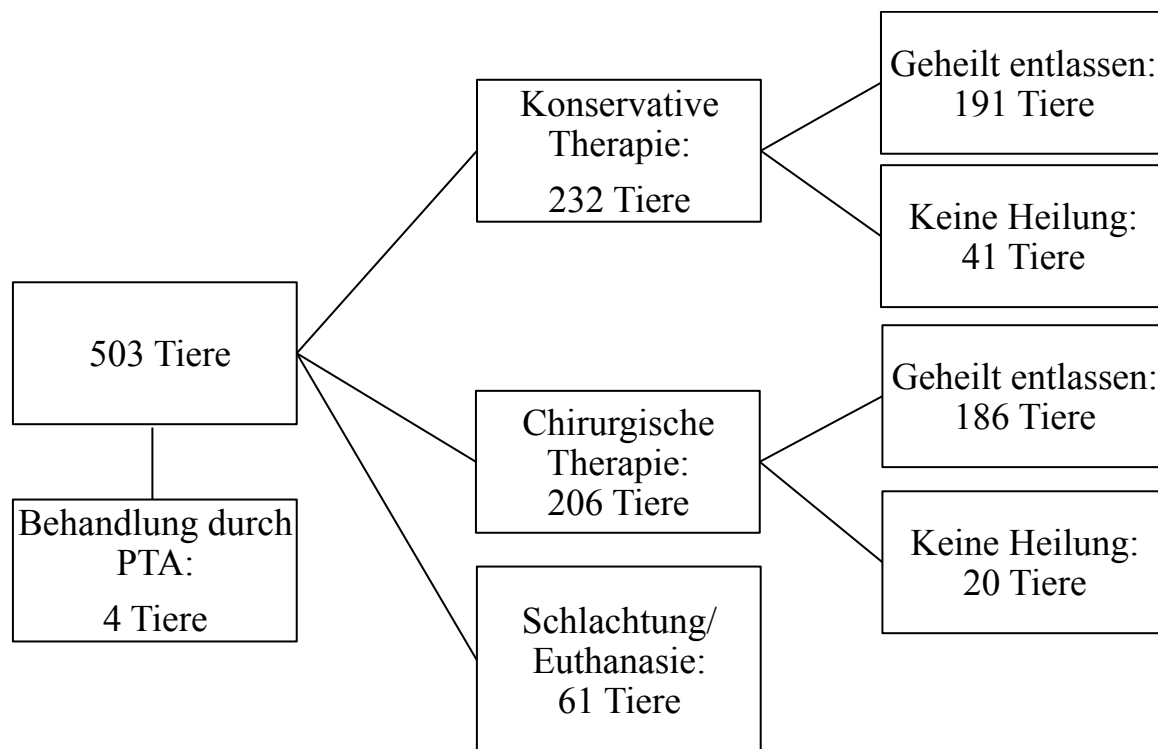 503 Tiere
Behandlung durch
PTA:
4 Tiere
Konservative
Therapie:
232 Tiere
Geheilt entlassen:
191 Tiere
Keine Heilung:
41 Tiere
Chirurgische
Therapie:
206 Tiere
Geheilt entlassen:
186 Tiere
Keine Heilung:
20 Tiere
Schlachtung/
Euthanasie:
61 Tiere